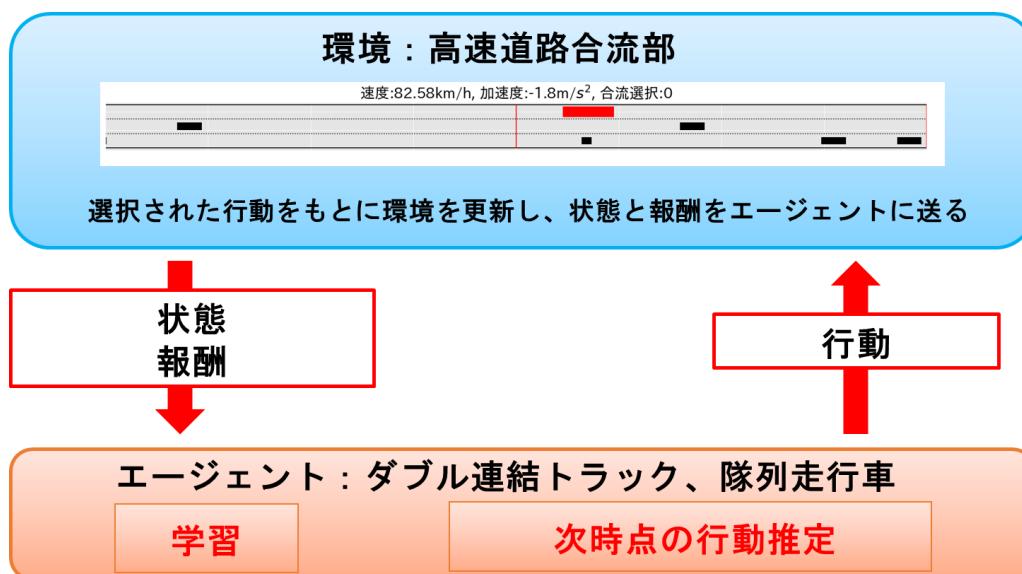 環境：高速道路合流部
速度:82.58km/h, 加速度:-1.8m/s², 合流選択:0
選択された行動をもとに環境を更新し、状態と報酬をエージェントに送る
状態
報酬
行動
エージェント：ダブル連結トラック、隊列走行車
学習
次時点の行動推定